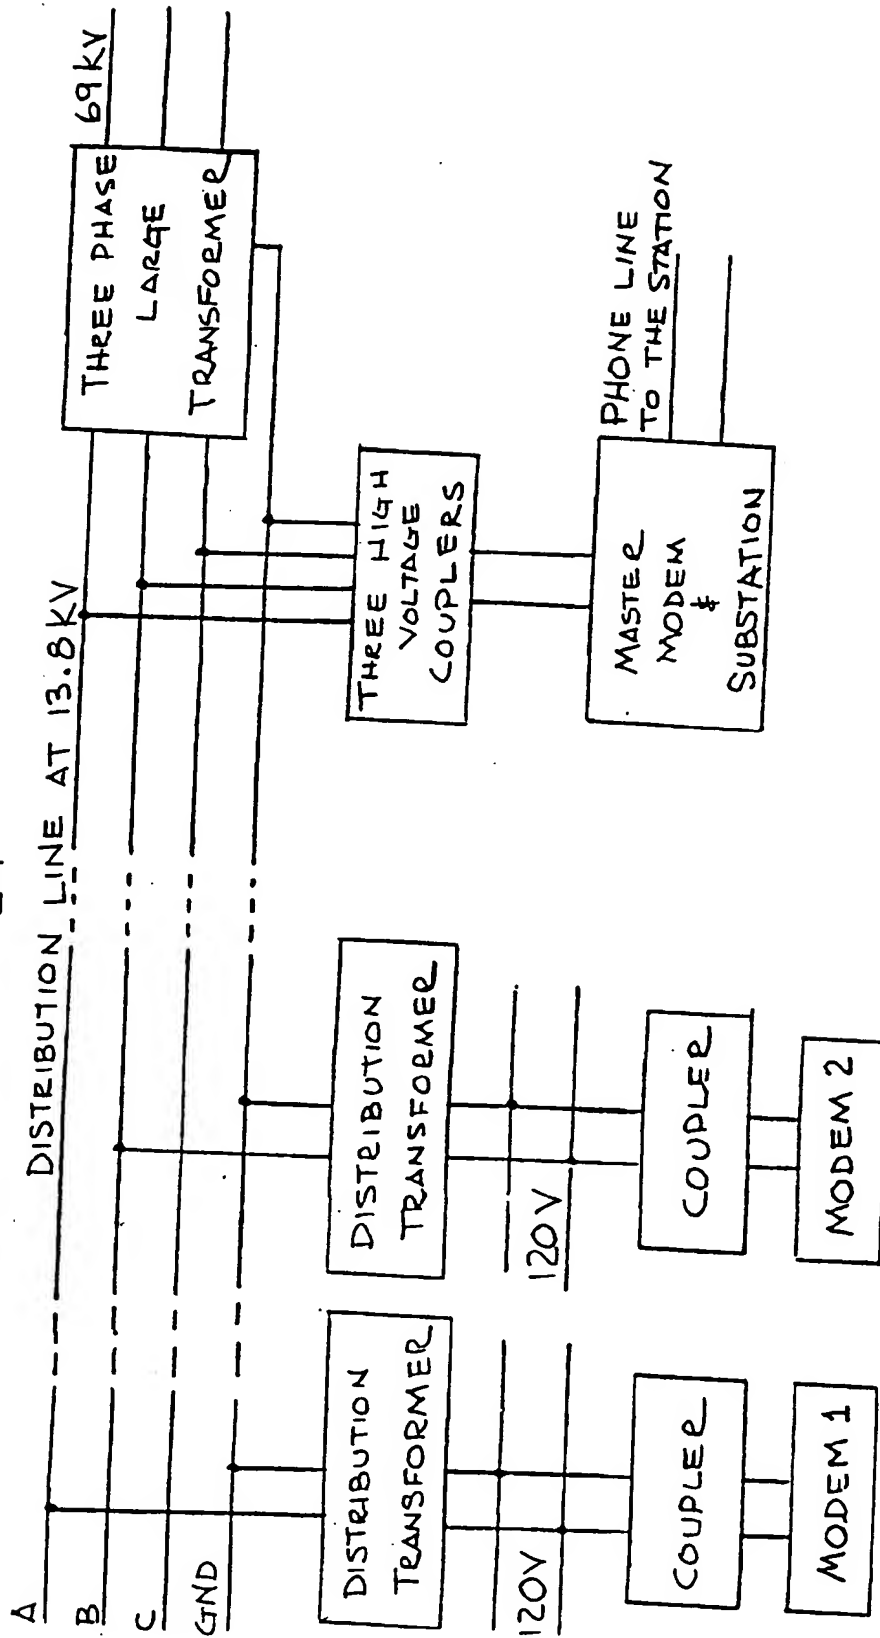 DISTRIBUTION LINE AT 13.8KV
A
B
C
GND
69KV
THREE PHASE
LARGE
TRANSFORMER
THREE HIGH
VOLTAGE
COUPLERS
PHONE LINE
TO THE STATION
MASTER
MODEM
&
SUBSTATION
DISTRIBUTION
TRANSFORMER
120V
COUPLER
MODEM 1
DISTRIBUTION
TRANSFORMER
120V
COUPLER
MODEM 2